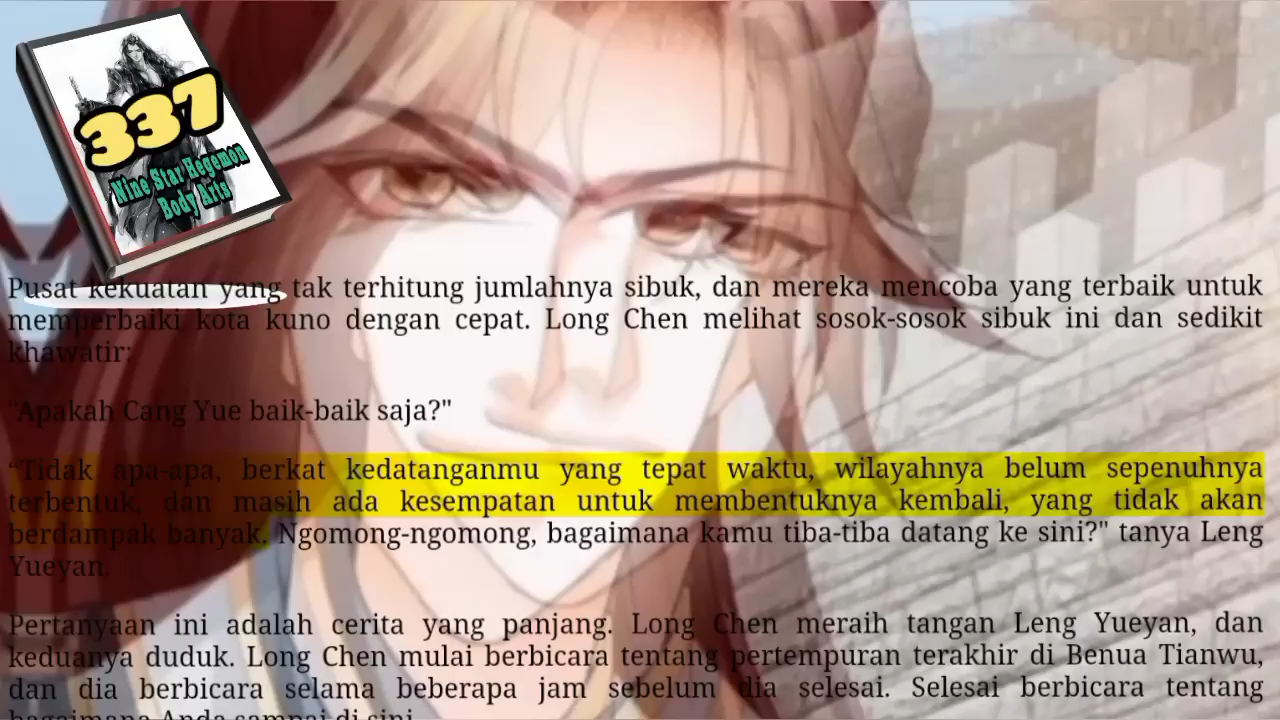 337
Nine Star Hegemon
Body Arts
Pusat kekuatan yang tak terhitung jumlahnya sibuk, dan mereka mencoba yang terbaik untuk
memperbaiki kota kuno dengan cepat. Long Chen melihat sosok-sosok sibuk ini dan sedikit
khawatir:
"Apakah Cang Yue baik-baik saja?"
“Tidak apa-apa, berkat kedatanganmu yang tepat waktu, wilayahnya belum sepenuhnya
terbentuk, dan masih ada kesempatan untuk membentuknya kembali, yang tidak akan
berdampak banyak. Ngomong-ngomong, bagaimana kamu tiba-tiba datang ke sini?" tanya Leng
Yueyan.
Pertanyaan ini adalah cerita yang panjang. Long Chen meraih tangan Leng Yueyan, dan
keduanya duduk. Long Chen mulai berbicara tentang pertempuran terakhir di Benua Tianwu,
dan dia berbicara selama beberapa jam sebelum dia selesai. Selesai berbicara tentang
bagaimana Anda sampai di sini